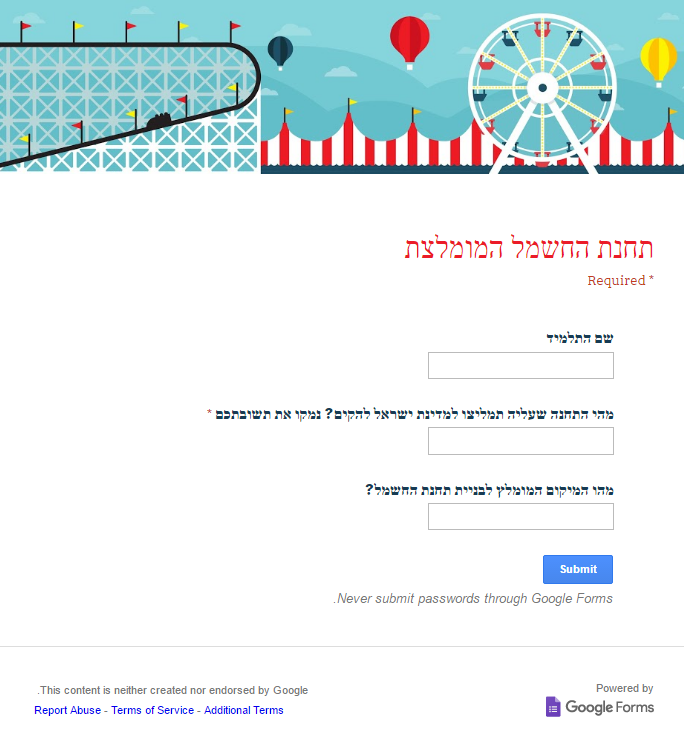 תחנת החשמל המומלצת
* Required
שם התלמיד
מהי התחנה שעליה תמליצו למדינת ישראל להקים? נמקו את תשובתכם *
מהו המיקום המומלץ לבניית תחנת החשמל?
Submit
Never submit passwords through Google Forms.
This content is neither created nor endorsed by Google.
Report Abuse - Terms of Service - Additional Terms
Powered by
Google Forms